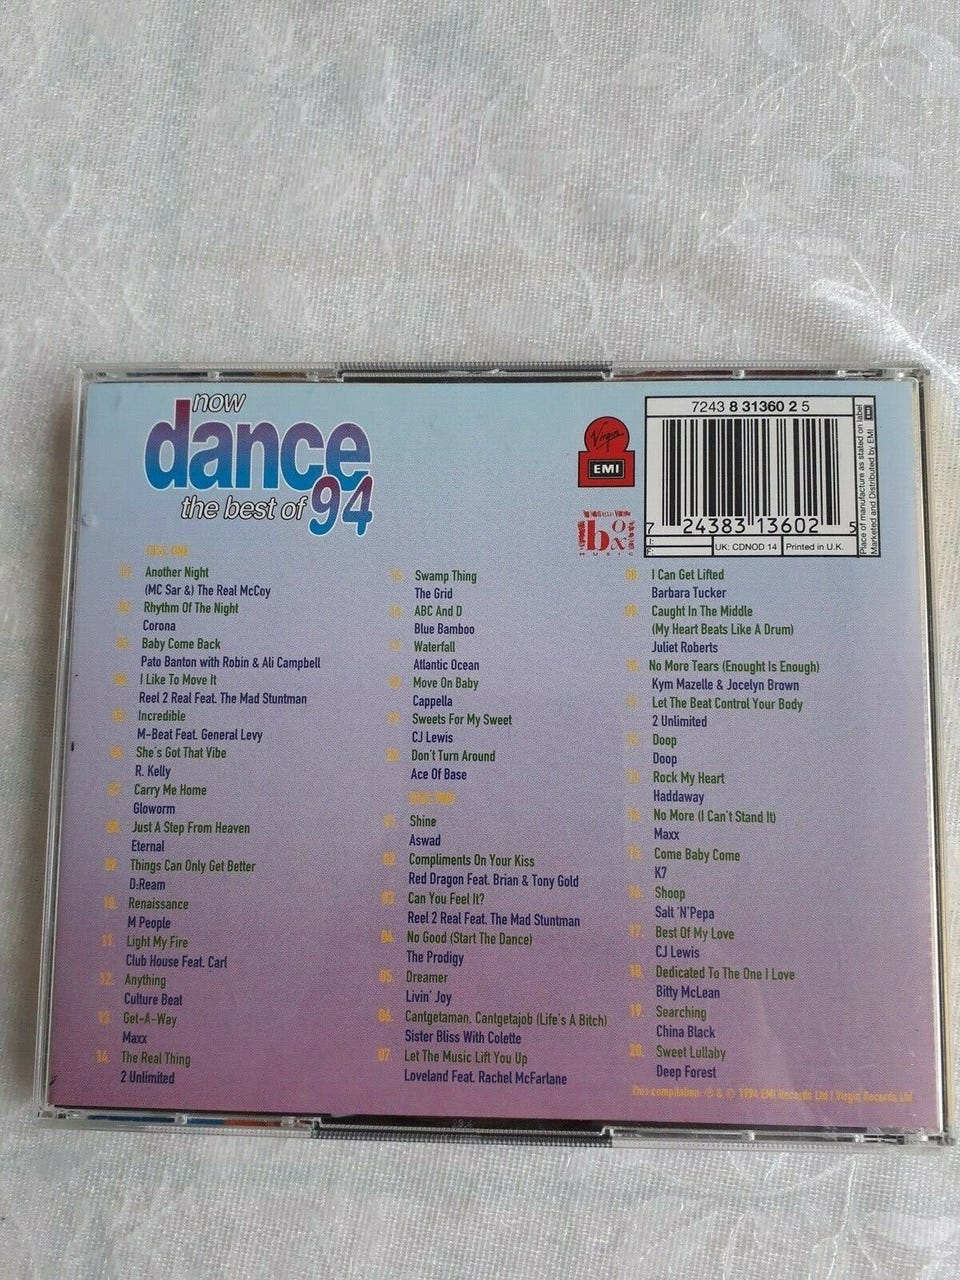 now
dance
the best of 94
Virgin
EMI
box
MUSIC
7243 8 31360 2 5
7 24383 13602 5
I:
F:
UK: CDNOD 14
Printed in U.K.
Place of manufacture as stated on label
Marketed and Distributed by EMI
EMI
DISC ONE
01. Another Night
(MC Sar &) The Real McCoy
02. Rhythm Of The Night
Corona
03. Baby Come Back
Pato Banton with Robin & Ali Campbell
04. I Like To Move It
Reel 2 Real Feat. The Mad Stuntman
05. Incredible
M-Beat Feat. General Levy
06. She's Got That Vibe
R. Kelly
07. Carry Me Home
Gloworm
08. Just A Step From Heaven
Eternal
09. Things Can Only Get Better
D:Ream
10. Renaissance
M People
11. Light My Fire
Club House Feat. Carl
12. Anything
Culture Beat
13. Get-A-Way
Maxx
14. The Real Thing
2 Unlimited
15. Swamp Thing
The Grid
16. ABC And D
Blue Bamboo
17. Waterfall
Atlantic Ocean
18. Move On Baby
Cappella
19. Sweets For My Sweet
CJ Lewis
20. Don't Turn Around
Ace Of Base
DISC TWO
01. Shine
Aswad
02. Compliments On Your Kiss
Red Dragon Feat. Brian & Tony Gold
03. Can You Feel It?
Reel 2 Real Feat. The Mad Stuntman
04. No Good (Start The Dance)
The Prodigy
05. Dreamer
Livin' Joy
06. Cantgetaman, Cantgetajob (Life's A Bitch)
Sister Bliss With Colette
07. Let The Music Lift You Up
Loveland Feat. Rachel McFarlane
08. I Can Get Lifted
Barbara Tucker
09. Caught In The Middle
(My Heart Beats Like A Drum)
Juliet Roberts
10. No More Tears (Enought Is Enough)
Kym Mazelle & Jocelyn Brown
11. Let The Beat Control Your Body
2 Unlimited
12. Doop
Doop
13. Rock My Heart
Haddaway
14. No More (I Can't Stand It)
Maxx
15. Come Baby Come
K7
16. Shoop
Salt 'N' Pepa
17. Best Of My Love
CJ Lewis
18. Dedicated To The One I Love
Bitty McLean
19. Searching
China Black
20. Sweet Lullaby
Deep Forest
This compilation: ℗ & © 1994 EMI Records Ltd / Virgin Records Ltd